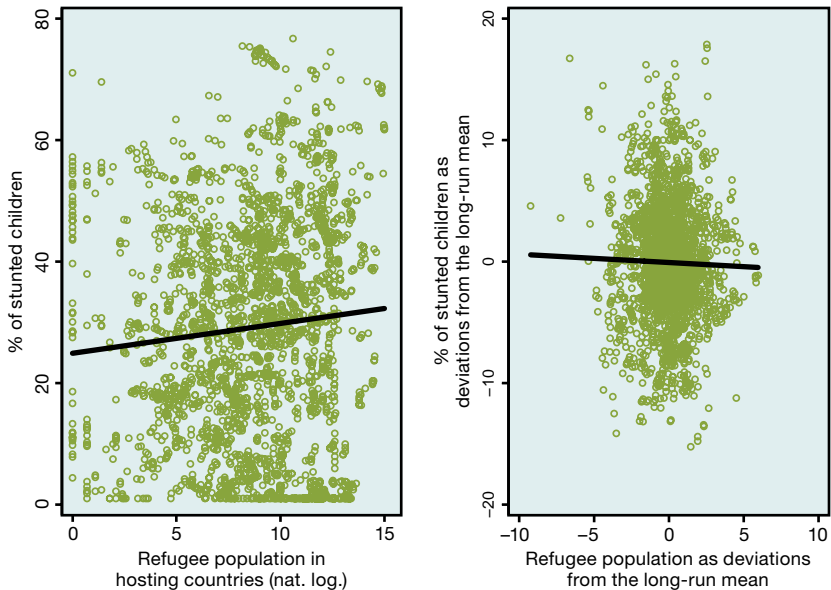 % of stunted children
80
60
40
20
0
0 5 10 15
Refugee population in
hosting countries (nat. log.)
% of stunted children as
deviations from the long-run mean
20
10
0
−10
−20
−10 −5 0 5 10
Refugee population as deviations
from the long-run mean